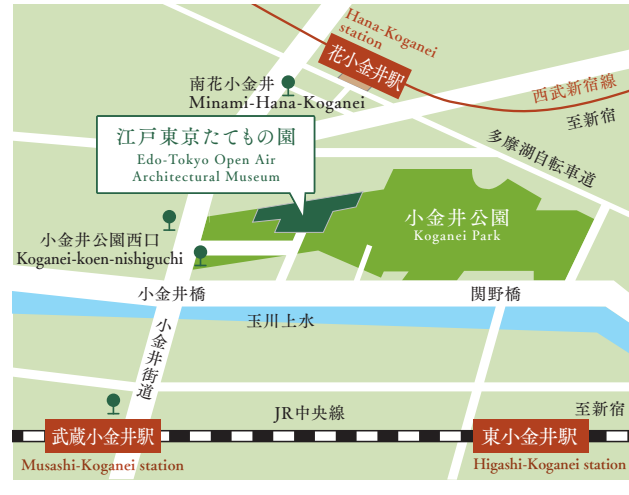 Hana-Koganei
station
花小金井駅
南花小金井
Minami-Hana-Koganei
西武新宿線
至新宿
多摩湖自転車道
江戸東京たてもの園
Edo-Tokyo Open Air
Architectural Museum
小金井公園
Koganei Park
小金井公園西口
Koganei-koen-nishiguchi
小金井橋
関野橋
玉川上水
小金井街道
JR中央線
至新宿
武蔵小金井駅
東小金井駅
Musashi-Koganei station
Higashi-Koganei station